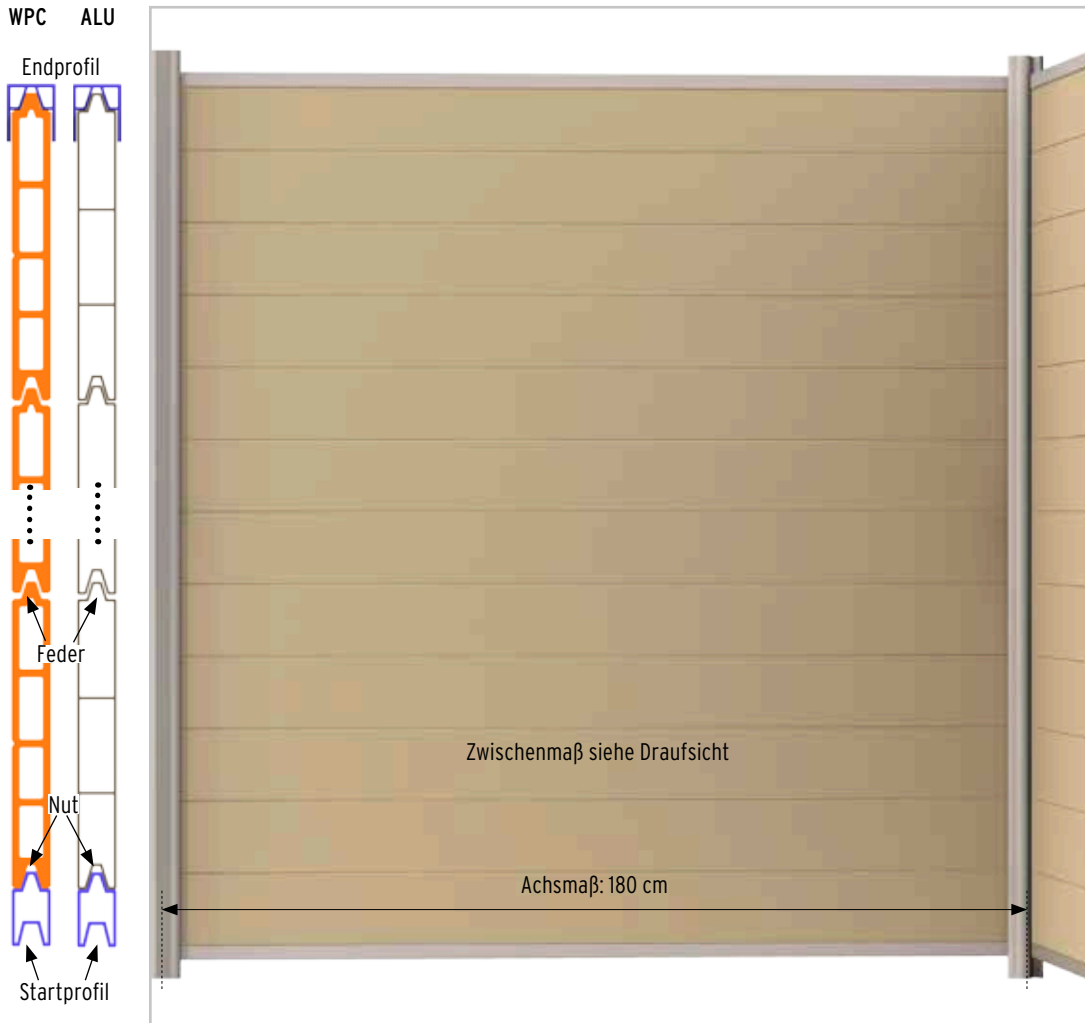 WPC ALU
Endprofil
Feder
Zwischenmaß siehe Draufsicht
Nut
Achsmaß: 180 cm
Startprofil